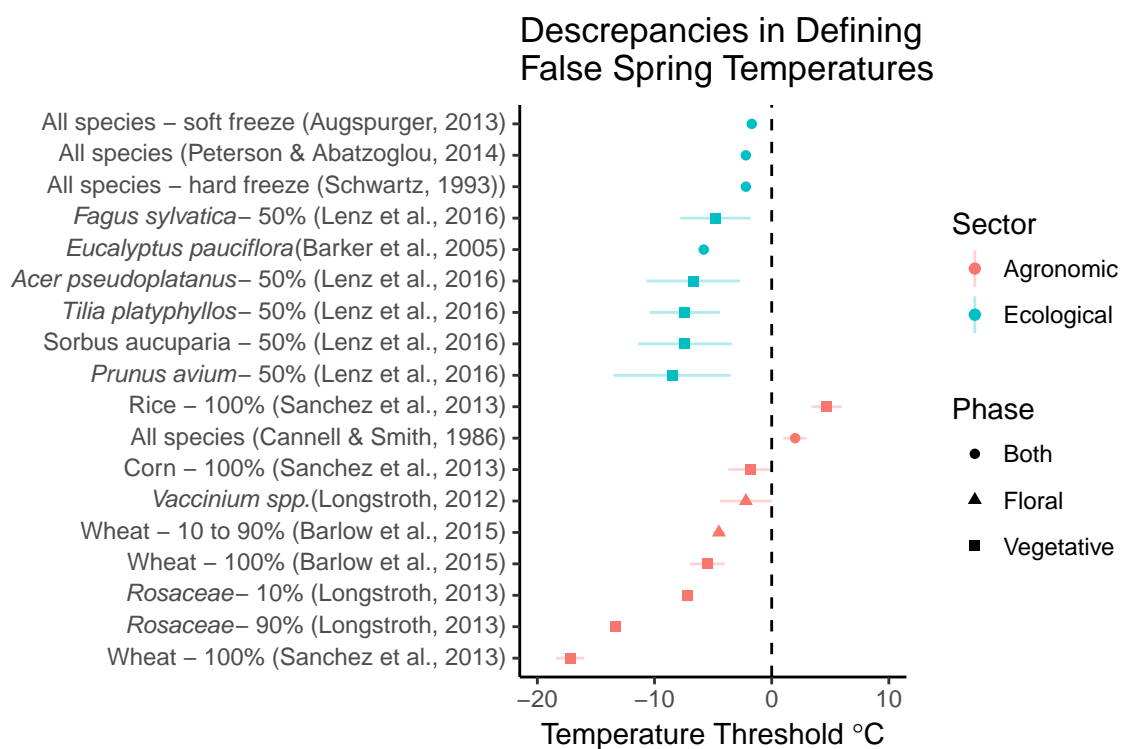 Descrepancies in Defining
False Spring Temperatures
All species − soft freeze (Augspurger, 2013)
All species (Peterson & Abatzoglou, 2014)
All species − hard freeze (Schwartz, 1993))
Fagus sylvatica− 50% (Lenz et al., 2016)
Eucalyptus pauciflora(Barker et al., 2005)
Acer pseudoplatanus− 50% (Lenz et al., 2016)
Tilia platyphyllos− 50% (Lenz et al., 2016)
Sorbus aucuparia − 50% (Lenz et al., 2016)
Prunus avium− 50% (Lenz et al., 2016)
Rice − 100% (Sanchez et al., 2013)
All species (Cannell & Smith, 1986)
Corn − 100% (Sanchez et al., 2013)
Vaccinium spp.(Longstroth, 2012)
Wheat − 10 to 90% (Barlow et al., 2015)
Wheat − 100% (Barlow et al., 2015)
Rosaceae− 10% (Longstroth, 2013)
Rosaceae− 90% (Longstroth, 2013)
Wheat − 100% (Sanchez et al., 2013)
−20 −10 0 10
Temperature Threshold °C
Sector
Agronomic
Ecological
Phase
Both
Floral
Vegetative